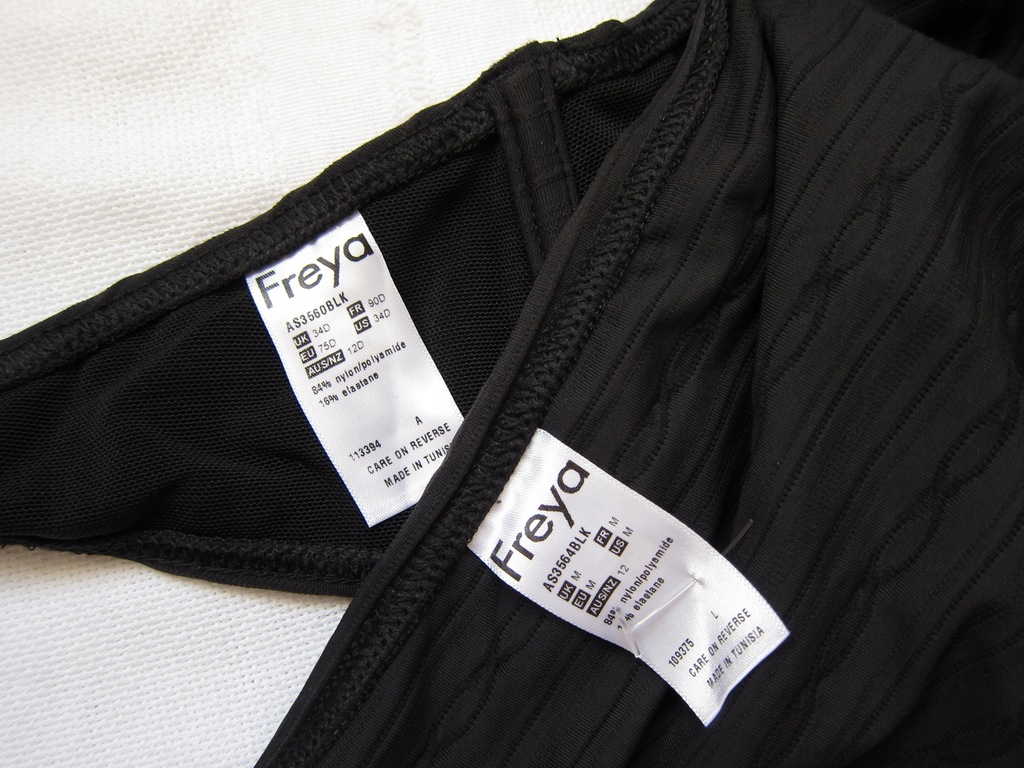 Freya
AS3560BLK
UK 34D FR 90D
EU 75D US 34D
AUS/NZ 12D
84% nylon/polyamide
16% elastane
113394 A
CARE ON REVERSE
MADE IN TUNIS
Freya
AS3564BLK
UK M FR M
EU M US M
AUS/NZ 12
84% nylon/polyamide
elastane
109375 L
CARE ON REVERSE
MADE IN TUNISIA